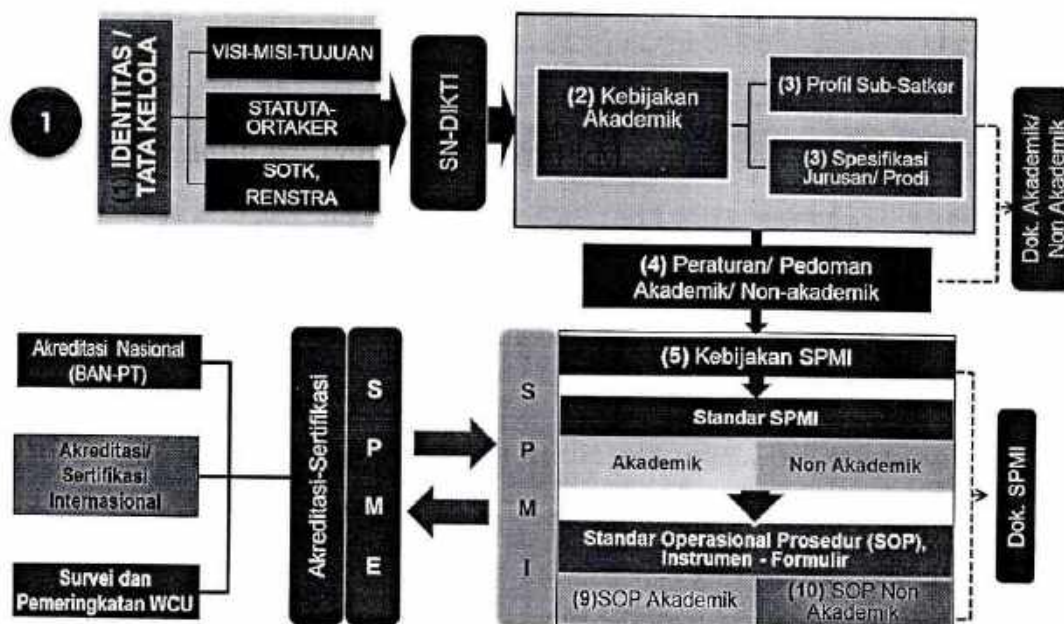 1
(1) IDENTITAS /
TATA KELOLA
VISI-MISI-TUJUAN
STATUTA-
ORTAKER
SOTK,
RENSTRA
SN-DIKTI
(2) Kebijakan
Akademik
(3) Profil Sub-Satker
(3) Spesifikasi
Jurusan/ Prodi
Dok. Akademik/
Non Akademik
(4) Peraturan/ Pedoman
Akademik/ Non-akademik
Akreditasi Nasional
(BAN-PT)
Akreditasi/
Sertifikasi
Internasional
Survei dan
Pemeringkatan WCU
Akreditasi-Sertifikasi
S
P
M
E
S
P
M
I
(5) Kebijakan SPMI
Standar SPMI
Akademik
Non Akademik
Standar Operasional Prosedur (SOP),
Instrumen - Formulir
(9)SOP Akademik
(10) SOP Non
Akademik
Dok. SPMI